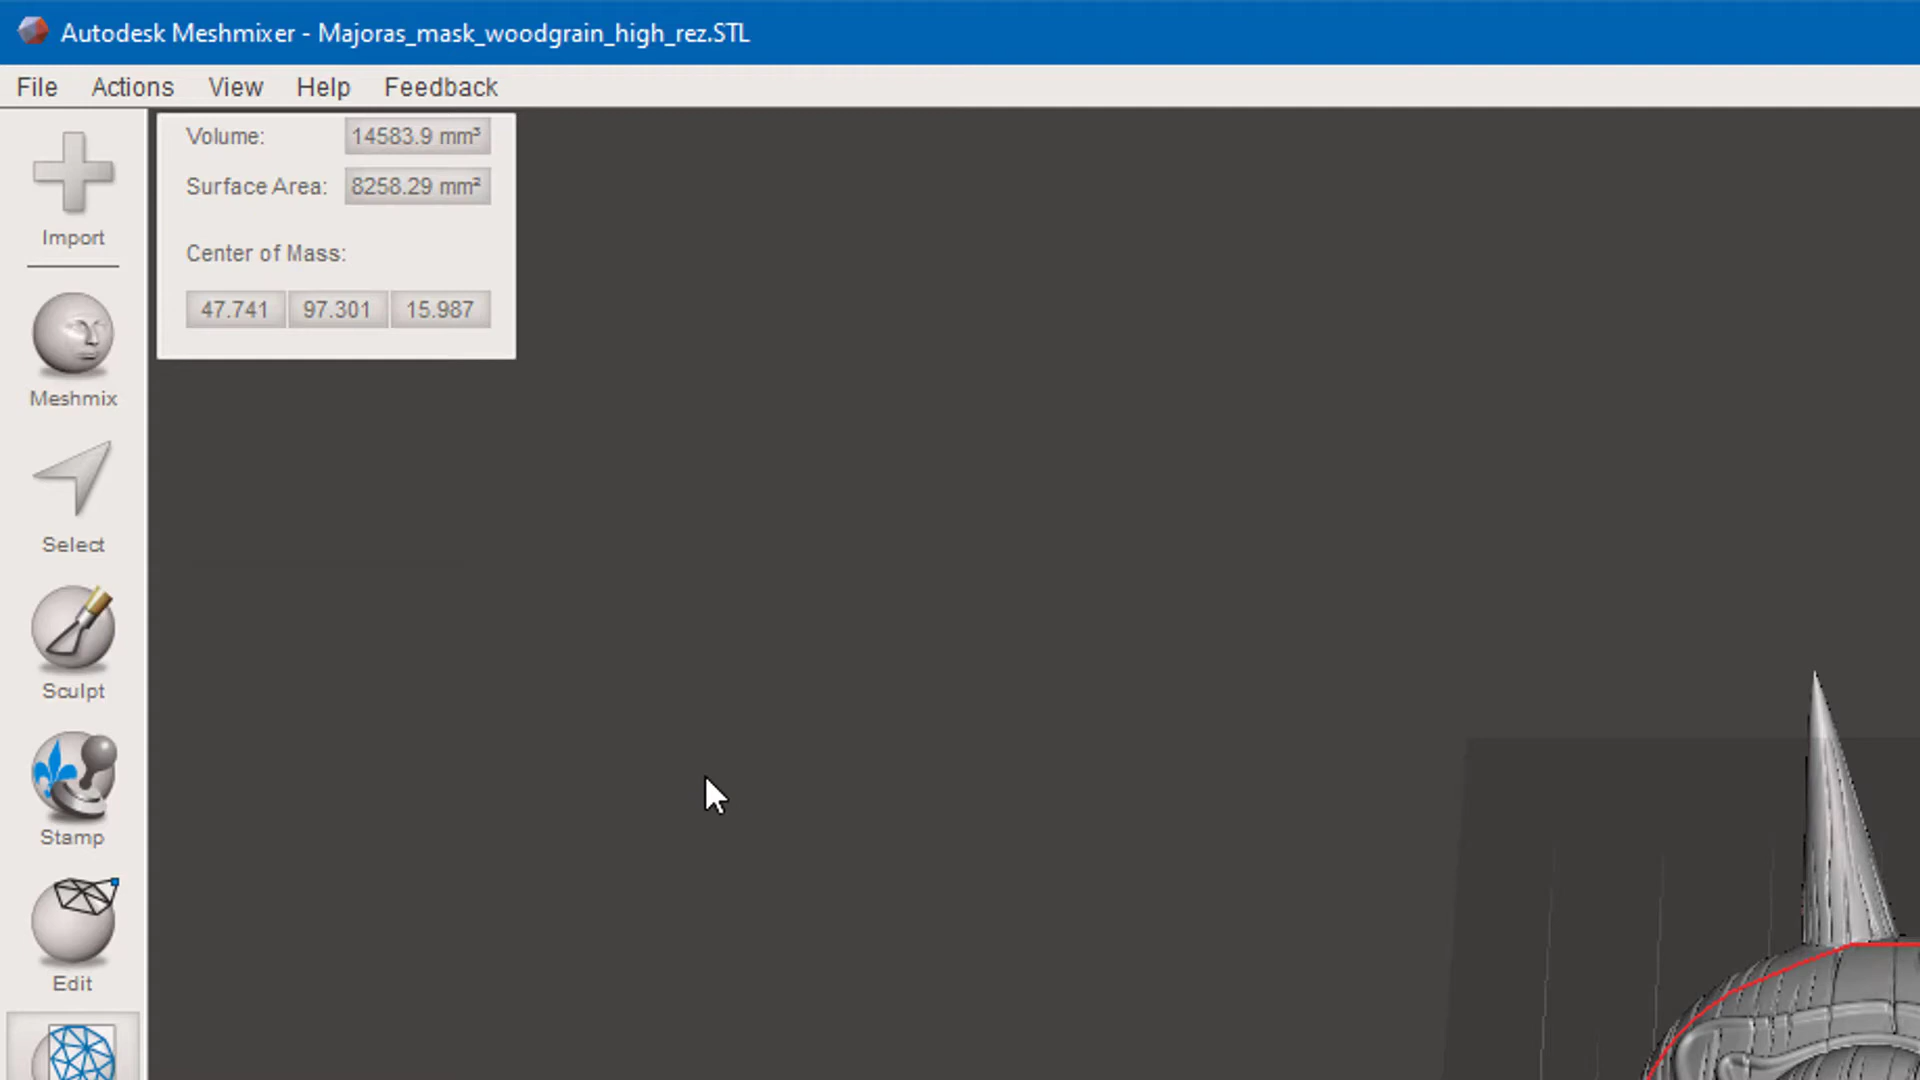 Autodesk Meshmixer - Majoras_mask_woodgrain_high_rez.STL
File Actions View Help Feedback
Volume: 14583.9 mm³
Surface Area: 8258.29 mm²
Center of Mass:
47.741 97.301 15.987
Import
Meshmix
Select
Sculpt
Stamp
Edit